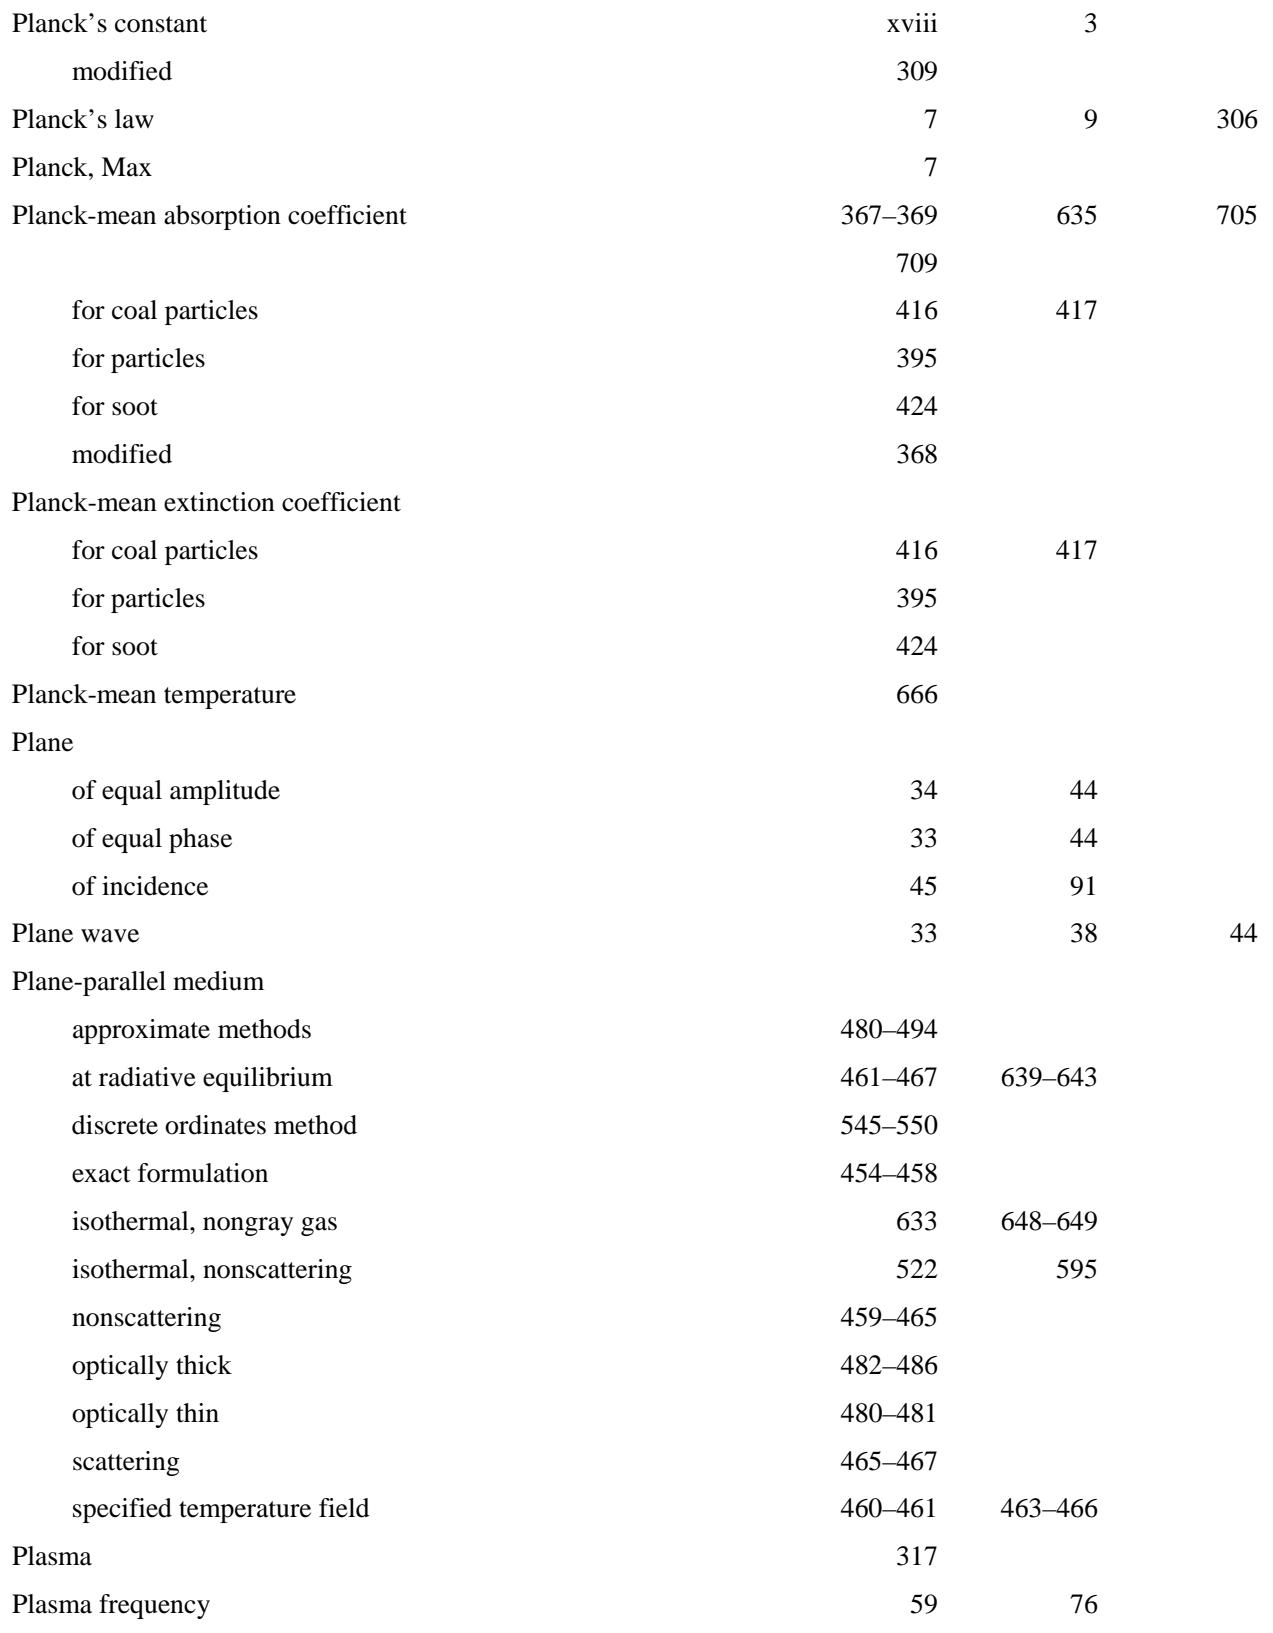 Planck’s constant xviii 3
modified 309
Planck’s law 7 9 306
Planck, Max 7
Planck-mean absorption coefficient 367–369 635 705
709
for coal particles 416 417
for particles 395
for soot 424
modified 368
Planck-mean extinction coefficient
for coal particles 416 417
for particles 395
for soot 424
Planck-mean temperature 666
Plane
of equal amplitude 34 44
of equal phase 33 44
of incidence 45 91
Plane wave 33 38 44
Plane-parallel medium
approximate methods 480–494
at radiative equilibrium 461–467 639–643
discrete ordinates method 545–550
exact formulation 454–458
isothermal, nongray gas 633 648–649
isothermal, nonscattering 522 595
nonscattering 459–465
optically thick 482–486
optically thin 480–481
scattering 465–467
specified temperature field 460–461 463–466
Plasma 317
Plasma frequency 59 76